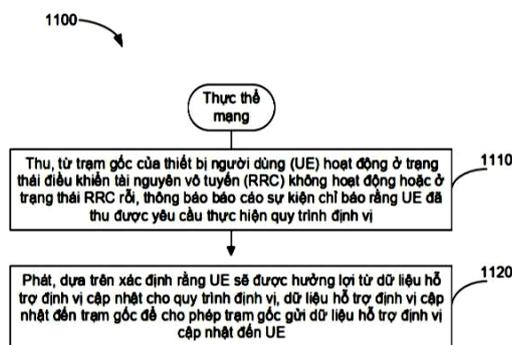 1100
Thực thể
mạng
Thu, từ trạm gốc của thiết bị người dùng (UE) hoạt động ở trạng
thái điều khiển tài nguyên vô tuyến (RRC) không hoạt động hoặc ở
trạng thái RRC rỗi, thông báo báo cáo sự kiện chỉ báo rằng UE đã
thu được yêu cầu thực hiện quy trình định vị
1110
Phát, dựa trên xác định rằng UE sẽ được hưởng lợi từ dữ liệu hỗ
trợ định vị cập nhật cho quy trình định vị, dữ liệu hỗ trợ định vị cập
nhật đến trạm gốc để cho phép trạm gốc gửi dữ liệu hỗ trợ định vị
cập nhật đến UE
1120